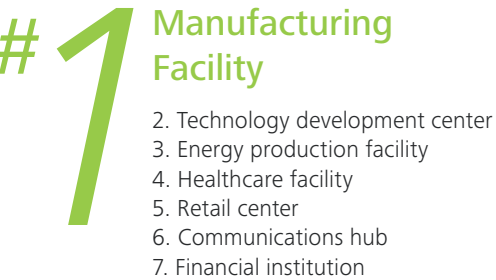 #1
Manufacturing
Facility
2. Technology development center
3. Energy production facility
4. Healthcare facility
5. Retail center
6. Communications hub
7. Financial institution